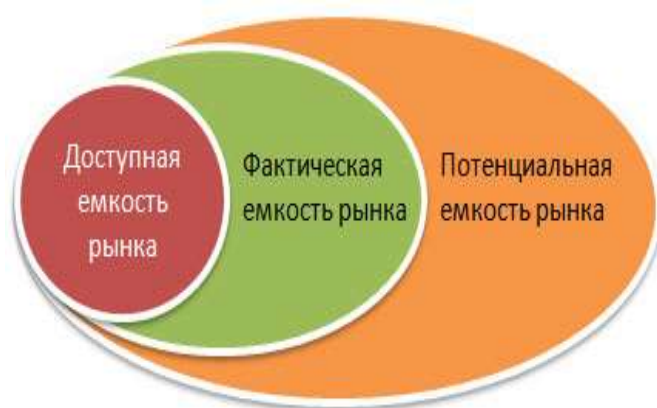 Доступная
емкость
рынка
Фактическая
емкость рынка
Потенциальная
емкость рынка